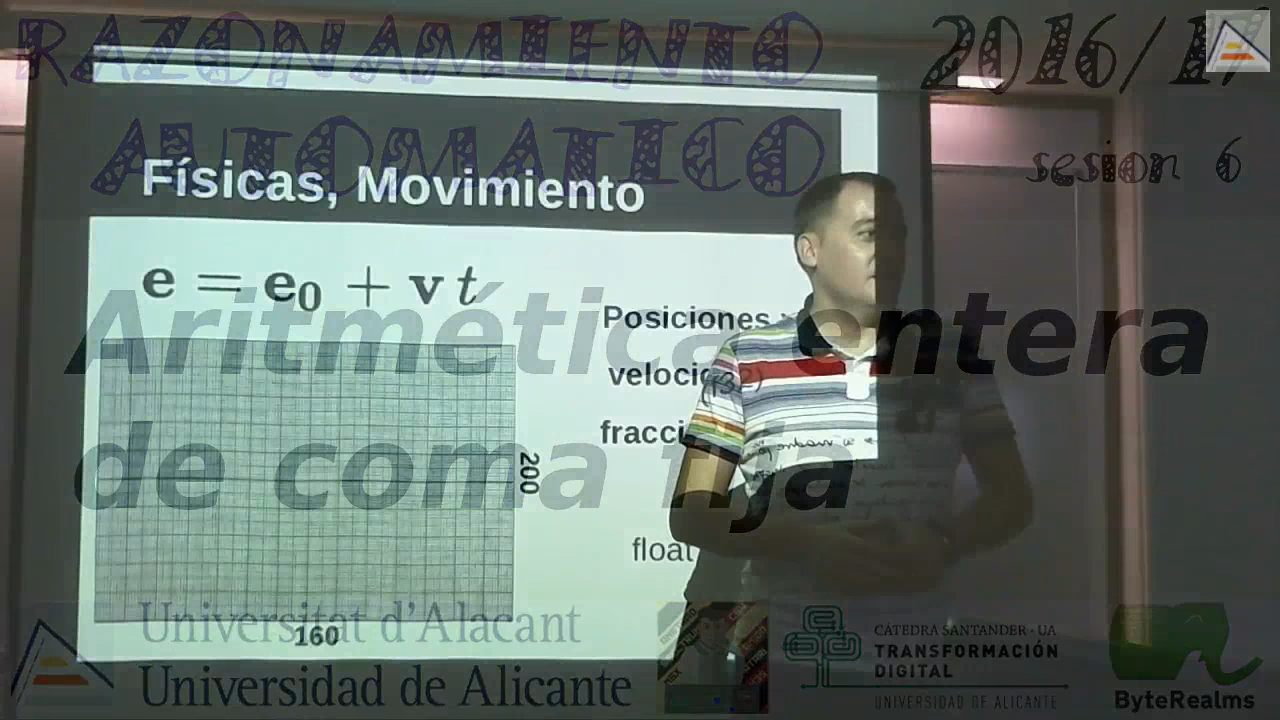 RAZONAMIENTO 2016/17
AUTOMATICO
sesion 6
Físicas, Movimiento
e = e₀ + v t
Aritmética entera
de coma fija
Posiciones
float
200
160
Universitat d'Alacant
Universidad de Alicante
CÁTEDRA SANTANDER · UA
TRANSFORMACIÓN
DIGITAL
UNIVERSIDAD DE ALICANTE
ByteRealms